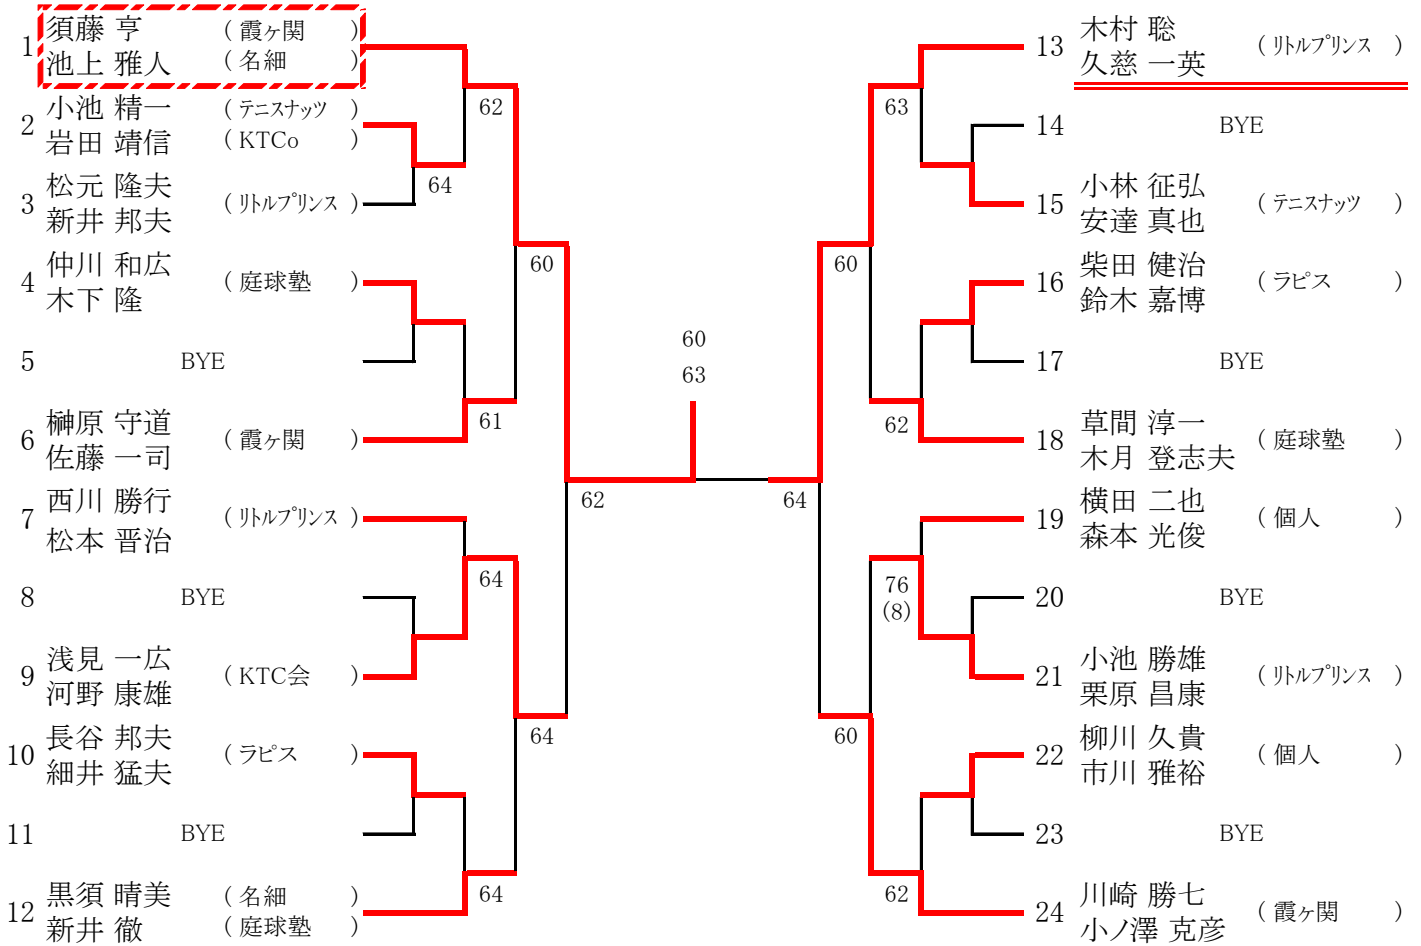 1 須藤 亨 (霞ヶ関)
池上 雅人 (名細)
2 小池 精一 (テニスナッツ)
岩田 靖信 (KTCo)
3 松元 隆夫 (リトルプリンス)
新井 邦夫
4 仲川 和広 (庭球塾)
木下 隆
5 BYE
6 榊原 守道 (霞ヶ関)
佐藤 一司
7 西川 勝行 (リトルプリンス)
松本 晋治
8 BYE
9 浅見 一広 (KTC会)
河野 康雄
10 長谷 邦夫 (ラピス)
細井 猛夫
11 BYE
12 黒須 晴美 (名細)
新井 徹 (庭球塾)
62
64
60
61
62
64
64
64
60
63
63
60
62
64
76
(8)
60
62
13 木村 聡 (リトルプリンス)
久慈 一英
14 BYE
15 小林 征弘 (テニスナッツ)
安達 真也
16 柴田 健治 (ラピス)
鈴木 嘉博
17 BYE
18 草間 淳一 (庭球塾)
木月 登志夫
19 横田 二也 (個人)
森本 光俊
20 BYE
21 小池 勝雄 (リトルプリンス)
栗原 昌康
22 柳川 久貴 (個人)
市川 雅裕
23 BYE
24 川崎 勝七 (霞ヶ関)
小ノ澤 克彦